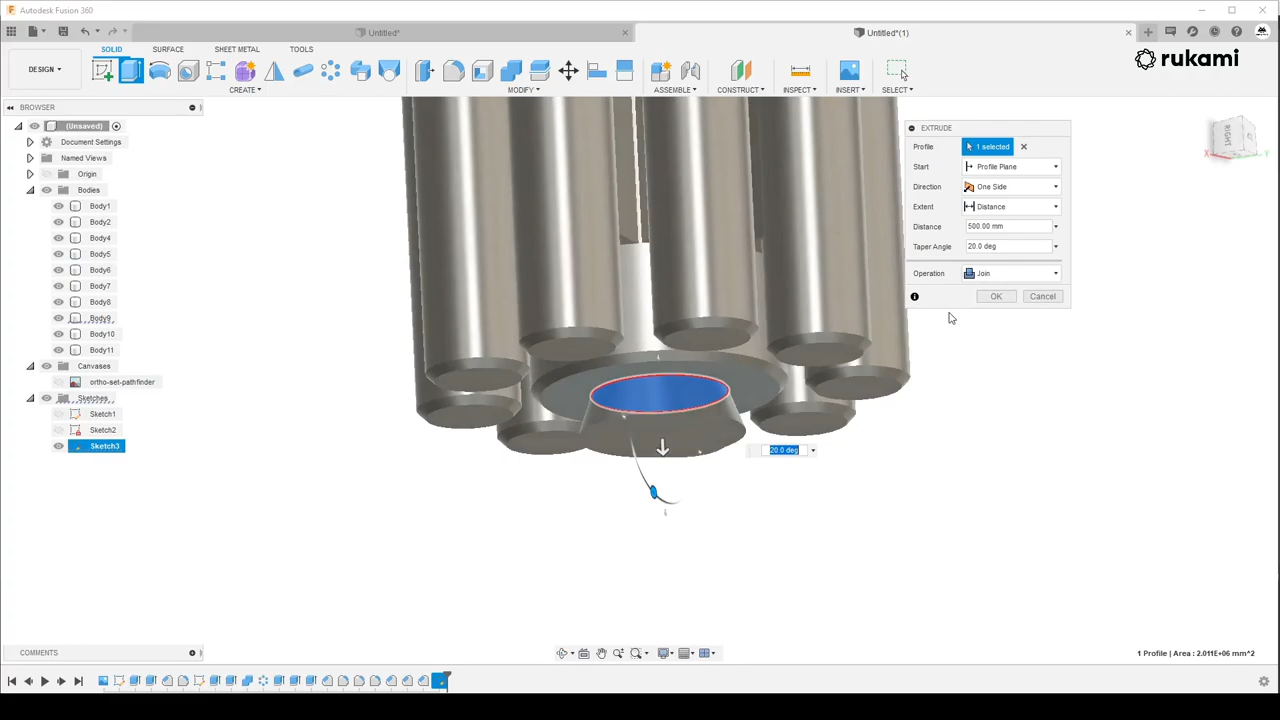 Autodesk Fusion 360
Untitled*
Untitled*(1)
SOLID
SURFACE
SHEET METAL
TOOLS
rukami
DESIGN
CREATE
MODIFY
ASSEMBLE
CONSTRUCT
INSPECT
INSERT
SELECT
BROWSER
(Unsaved)
Document Settings
Named Views
Origin
Bodies
Body1
Body2
Body4
Body5
Body6
Body7
Body8
Body9
Body10
Body11
Canvases
ortho-set-pathfinder
Sketches
Sketch1
Sketch2
Sketch3
EXTRUDE
Profile 1 selected
Start Profile Plane
Direction One Side
Extent Distance
Distance 500.00 mm
Taper Angle 20.0 deg
Operation Join
OK Cancel
RIGHT
X
Y
20.0 deg
COMMENTS
1 Profile | Area : 2.011E+06 mm^2